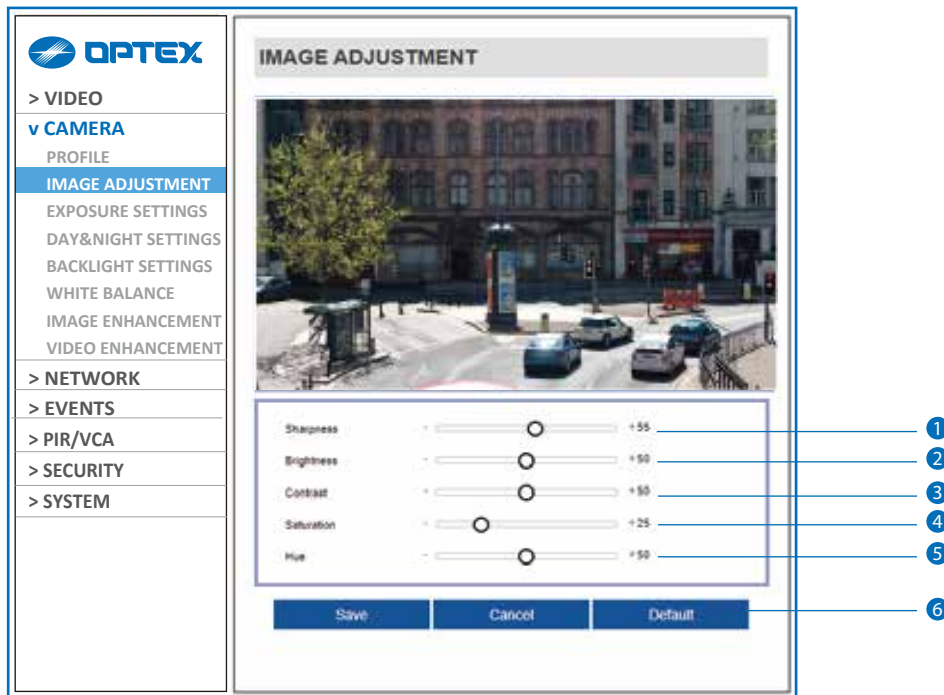 OPTEX
> VIDEO
v CAMERA
PROFILE
IMAGE ADJUSTMENT
EXPOSURE SETTINGS
DAY&NIGHT SETTINGS
BACKLIGHT SETTINGS
WHITE BALANCE
IMAGE ENHANCEMENT
VIDEO ENHANCEMENT
> NETWORK
> EVENTS
> PIR/VCA
> SECURITY
> SYSTEM
IMAGE ADJUSTMENT
Sharpness - +55 1
Brightness - +50 2
Contrast - +50 3
Saturation - +25 4
Hue - +50 5
Save Cancel Default 6